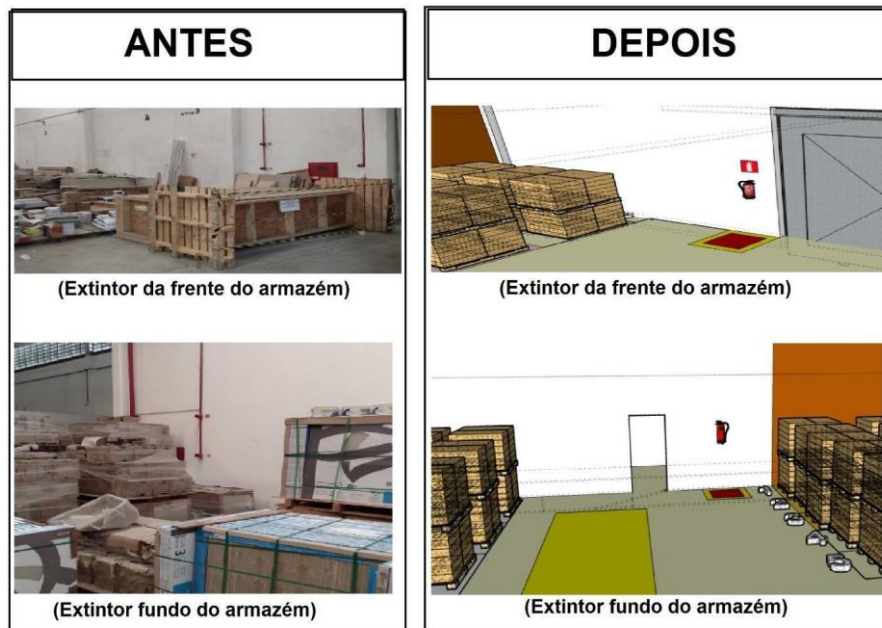 ANTES
DEPOIS
(Extintor da frente do armazém)
(Extintor da frente do armazém)
(Extintor fundo do armazém)
(Extintor fundo do armazém)